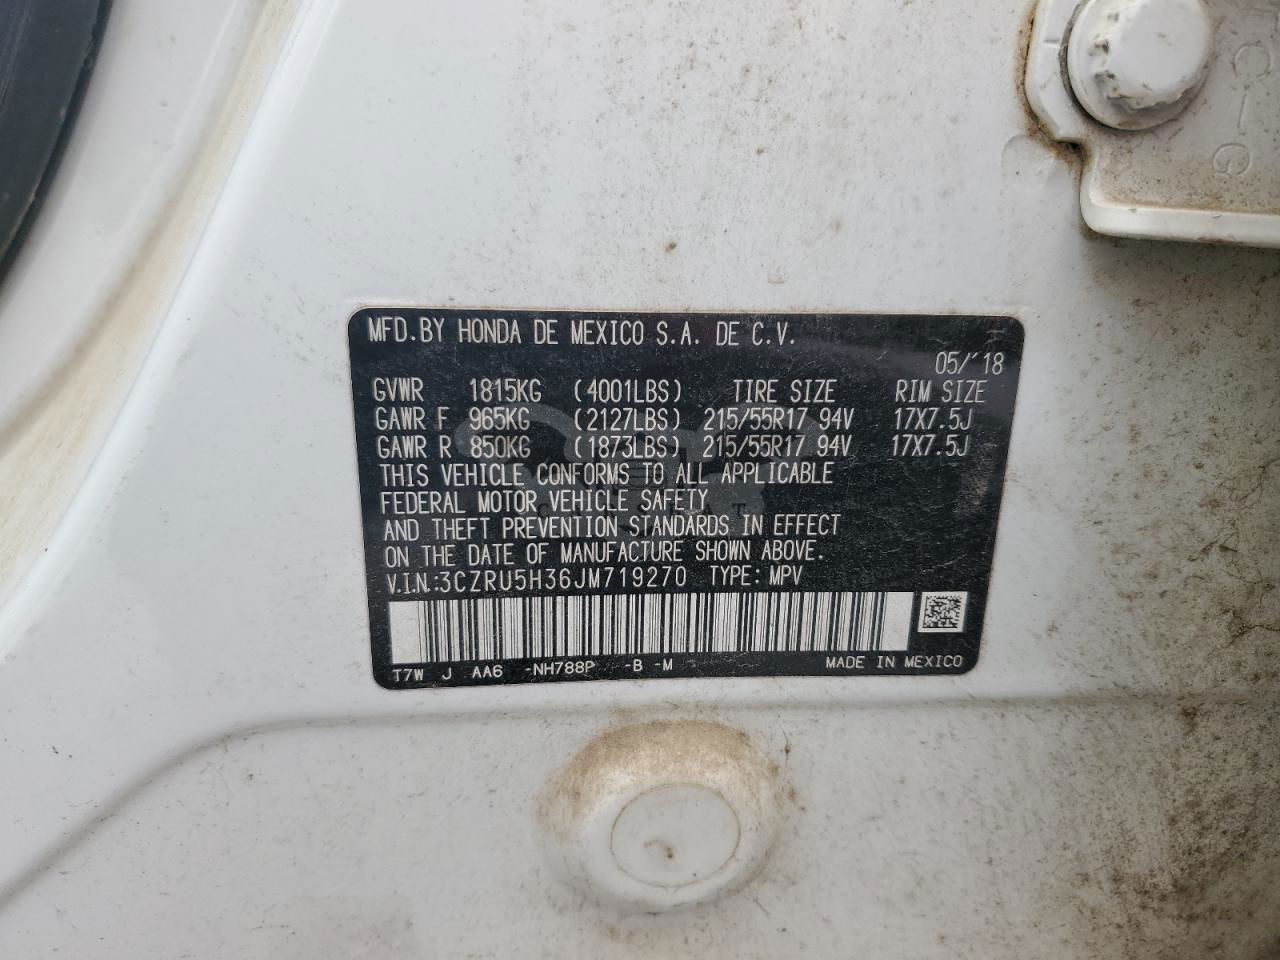 MFD.BY HONDA DE MEXICO S.A. DE C.V.
05/´18
GVWR 1815KG (4001LBS) TIRE SIZE RIM SIZE
GAWR F 965KG (2127LBS) 215/55R17 94V 17X7.5J
GAWR R 850KG (1873LBS) 215/55R17 94V 17X7.5J
THIS VEHICLE CONFORMS TO ALL APPLICABLE
FEDERAL MOTOR VEHICLE SAFETY
AND THEFT PREVENTION STANDARDS IN EFFECT
ON THE DATE OF MANUFACTURE SHOWN ABOVE.
V.I.N.:3CZRU5H36JM719270 TYPE: MPV
T7W J AA6 -NH788P -B -M MADE IN MEXICO